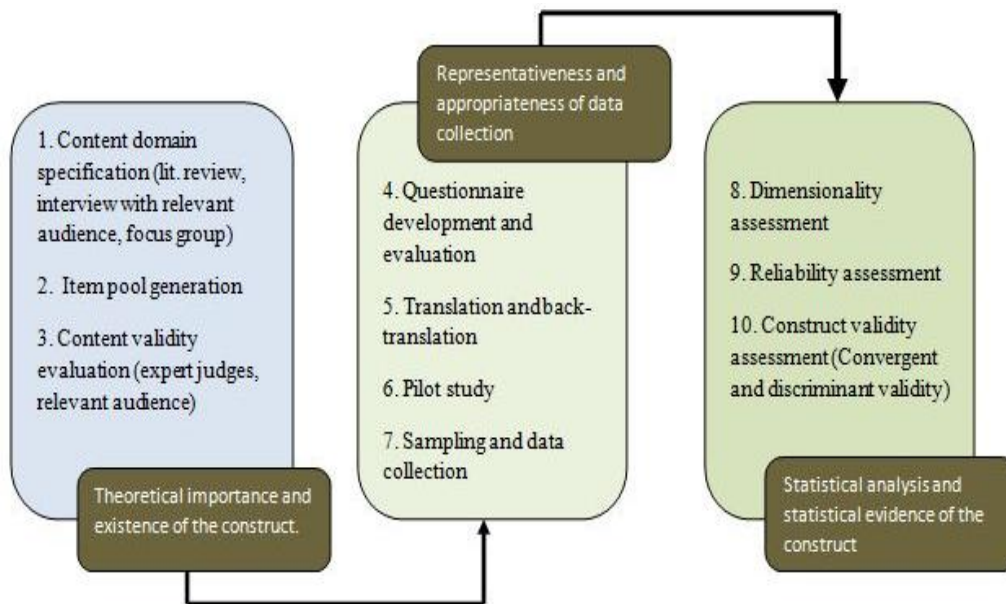 1. Content domain
specification (lit. review,
interview with relevant
audience, focus group)
2. Item pool generation
3. Content validity
evaluation (expert judges,
relevant audience)
Theoretical importance and
existence of the construct.
Representativeness and
appropriateness of data
collection
4. Questionnaire
development and
evaluation
5. Translation and back-
translation
6. Pilot study
7. Sampling and data
collection
8. Dimensionality
assessment
9. Reliability assessment
10. Construct validity
assessment (Convergent
and discriminant validity)
Statistical analysis and
statistical evidence of the
construct